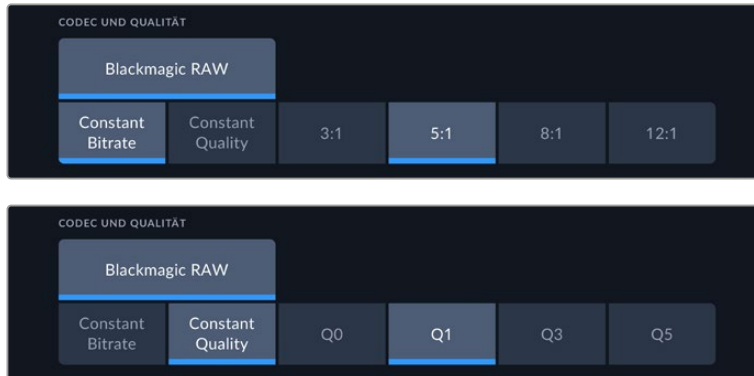 CODEC UND QUALITÄT
Blackmagic RAW
Constant Bitrate
Constant Quality
3:1
5:1
8:1
12:1
CODEC UND QUALITÄT
Blackmagic RAW
Constant Bitrate
Constant Quality
Q0
Q1
Q3
Q5